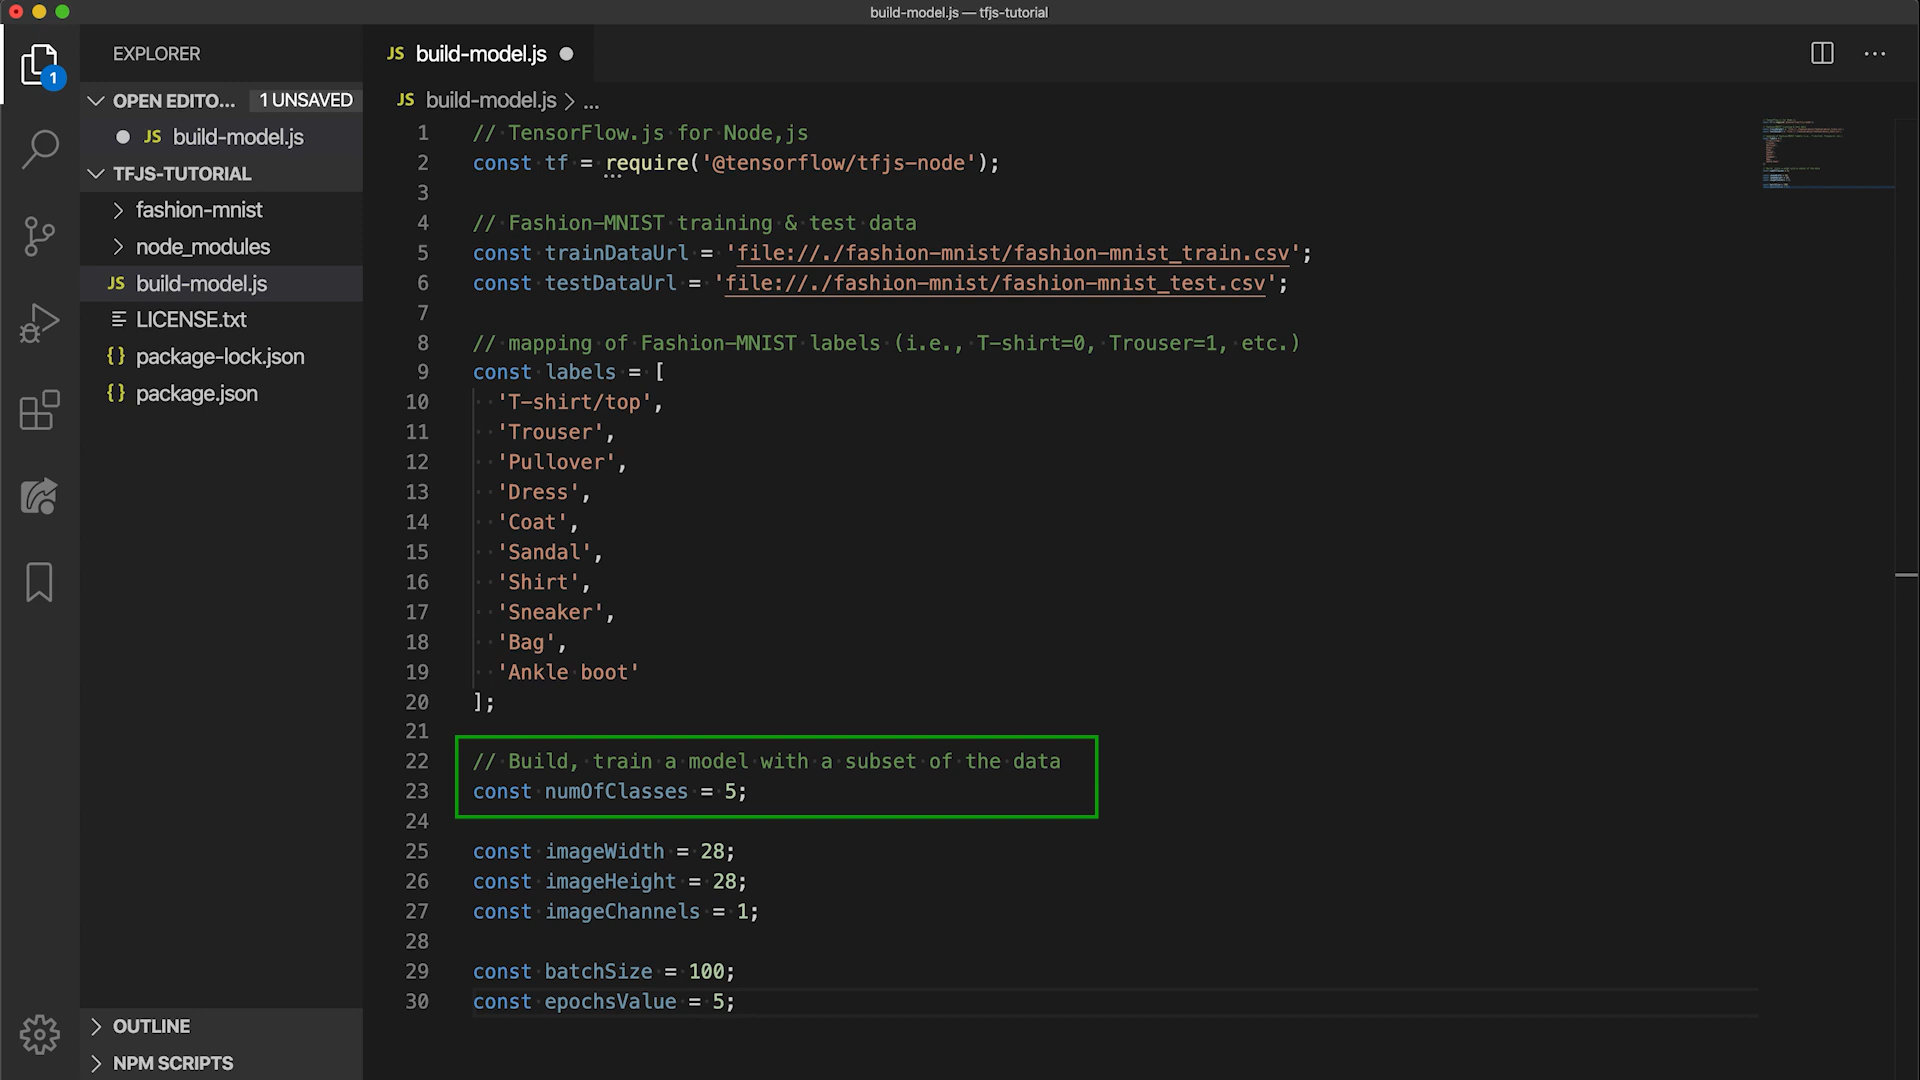 build-model.js — tfjs-tutorial
1
EXPLORER
OPEN EDITO... 1 UNSAVED
JS build-model.js
TFJS-TUTORIAL
fashion-mnist
node_modules
JS build-model.js
LICENSE.txt
{} package-lock.json
{} package.json
OUTLINE
NPM SCRIPTS
JS build-model.js
JS build-model.js > ...
1 // TensorFlow.js for Node,js
2 const tf = require('@tensorflow/tfjs-node');
3
4 // Fashion-MNIST training & test data
5 const trainDataUrl = 'file://./fashion-mnist/fashion-mnist_train.csv';
6 const testDataUrl = 'file://./fashion-mnist/fashion-mnist_test.csv';
7
8 // mapping of Fashion-MNIST labels (i.e., T-shirt=0, Trouser=1, etc.)
9 const labels = [
10 'T-shirt/top',
11 'Trouser',
12 'Pullover',
13 'Dress',
14 'Coat',
15 'Sandal',
16 'Shirt',
17 'Sneaker',
18 'Bag',
19 'Ankle boot'
20 ];
21
22 // Build, train a model with a subset of the data
23 const numOfClasses = 5;
24
25 const imageWidth = 28;
26 const imageHeight = 28;
27 const imageChannels = 1;
28
29 const batchSize = 100;
30 const epochsValue = 5;